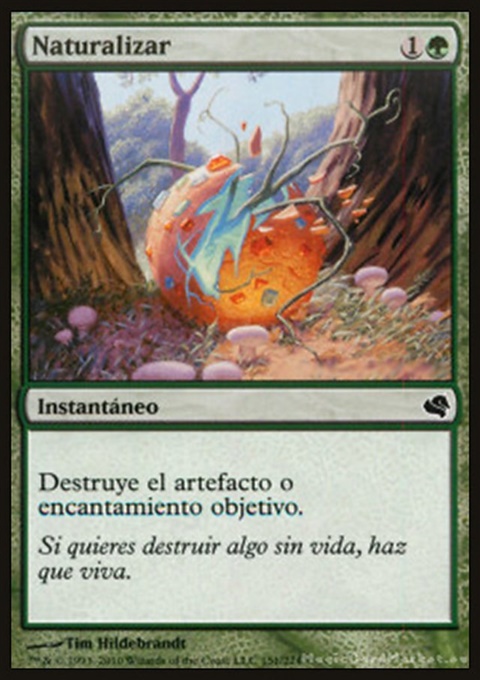 Naturalizar 1
Instantáneo
Destruye el artefacto o
encantamiento objetivo.
Si quieres destruir algo sin vida, haz
que viva.
Tim Hildebrandt
™ & © 1993–2010 Wizards of the Coast LLC